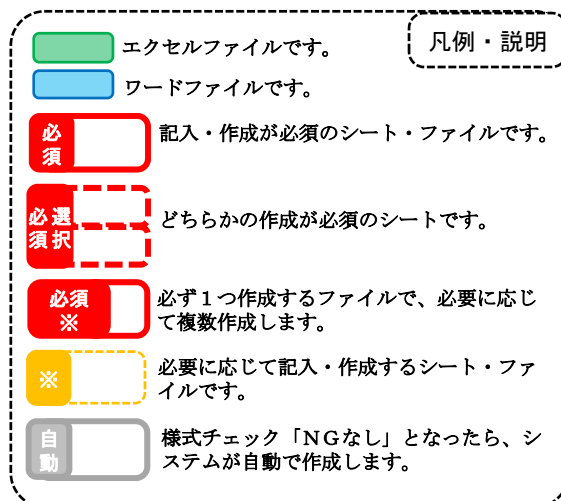 凡例・説明
エクセルファイルです。
ワードファイルです。
必
須
記入・作成が必須のシート・ファイルです。
必選
須択
どちらかの作成が必須のシートです。
必須
※
必ず１つ作成するファイルで、必要に応じ
て複数作成します。
※
必要に応じて記入・作成するシート・ファ
イルです。
自
動
様式チェック「ＮＧなし」となったら、シ
ステムが自動で作成します。